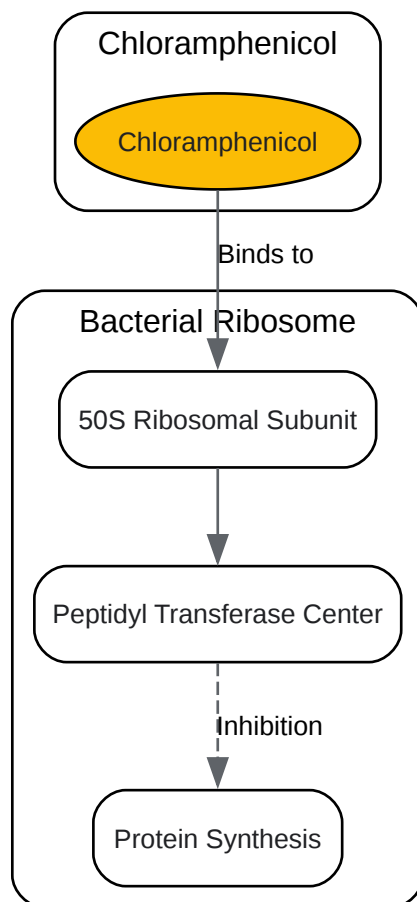 Chloramphenicol
Chloramphenicol
Binds to
Bacterial Ribosome
50S Ribosomal Subunit
Peptidyl Transferase Center
Inhibition
Protein Synthesis